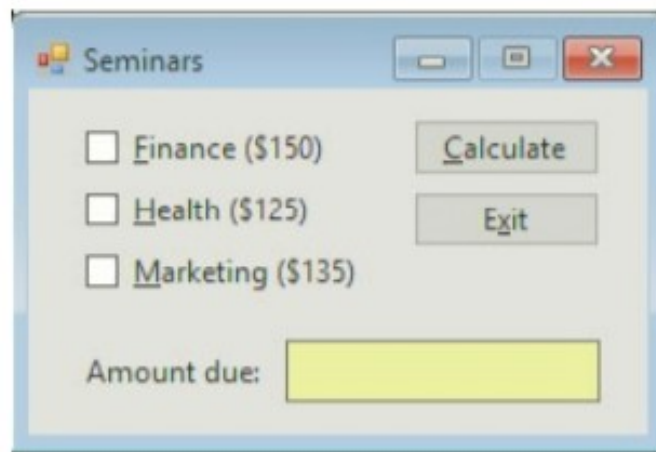 Seminars
Finance ($150)
Calculate
Health ($125)
Exit
Marketing ($135)
Amount due: